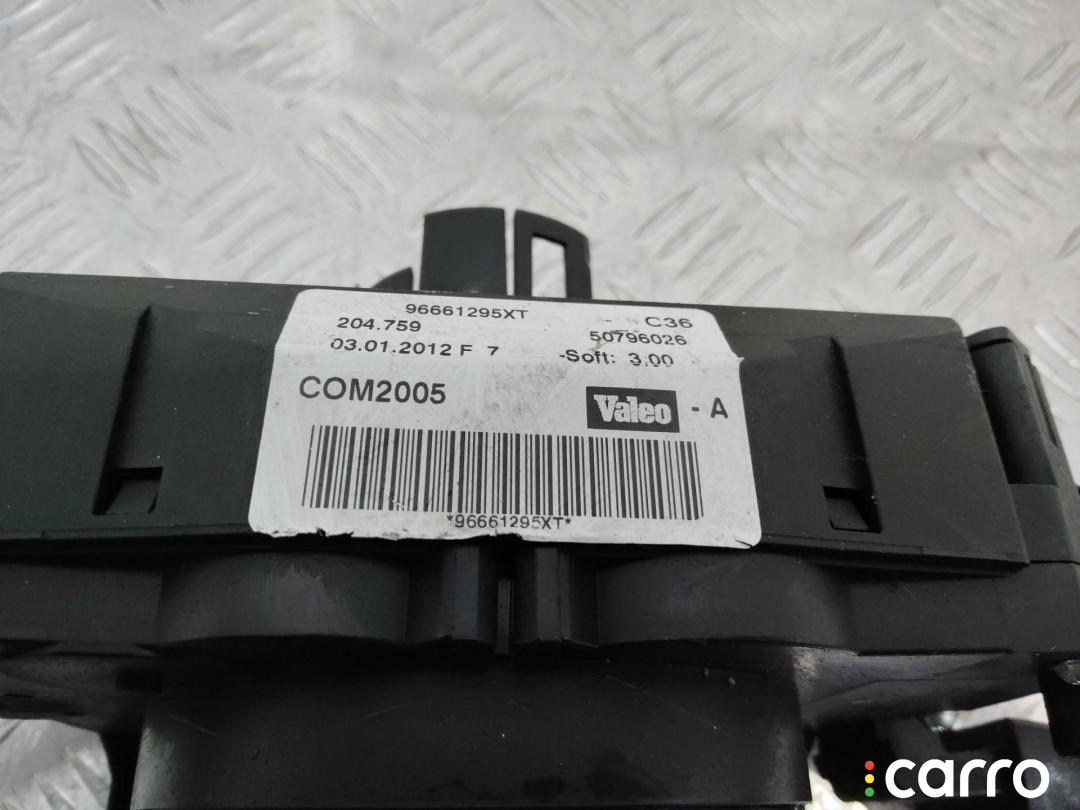 96661295XT C36
204.759 50796026
03.01.2012 F 7 -Soft: 3.00
COM2005 Valeo - A
*96661295XT*
carro